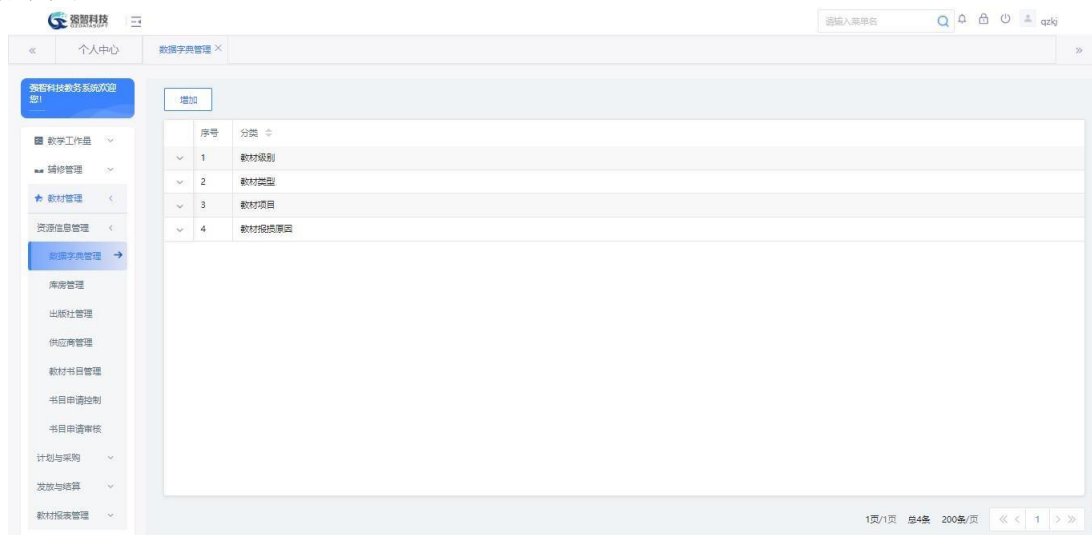 强智科技
QZDATASOFT
请输入菜单名
qzkj
«
个人中心
数据字典管理 ×
»
强智科技教务系统欢迎
您!
增加
序号 分类
1 教材级别
2 教材类型
3 教材项目
4 教材报损原因
教学工作量
辅修管理
教材管理
资源信息管理
数据字典管理
库房管理
出版社管理
供应商管理
教材书目管理
书目申请控制
书目申请审核
计划与采购
发放与结算
教材报表管理
1页/1页 总4条 200条/页 « < 1 > »